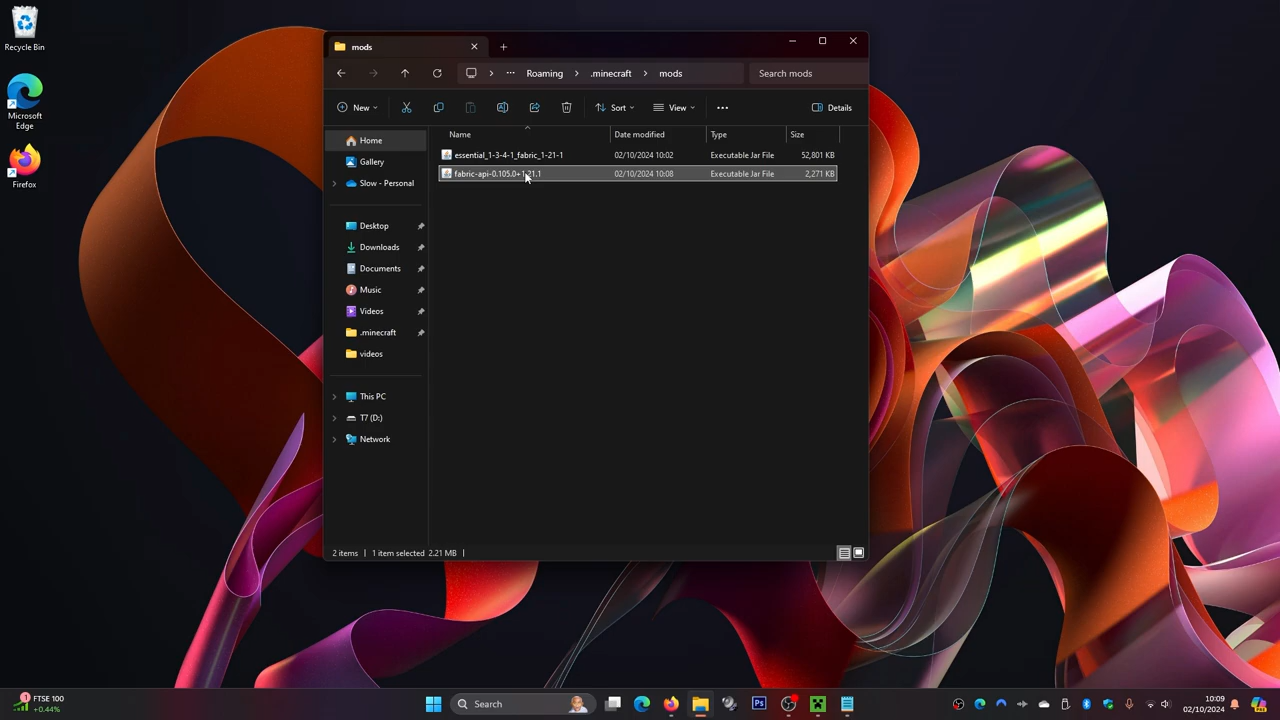 Recycle Bin
Microsoft
Edge
Firefox
mods
Roaming
.minecraft
mods
Search mods
New
Sort
View
Details
Name
Date modified
Type
Size
essential_1-3-4-1_fabric_1-21-1
02/10/2024 10:02
Executable Jar File
52,801 KB
fabric-api-0.105.0+1.21.1
02/10/2024 10:08
Executable Jar File
2,271 KB
Home
Gallery
Slow - Personal
Desktop
Downloads
Documents
Music
Videos
.minecraft
videos
This PC
T7 (D:)
Network
2 items
1 item selected 2.21 MB
1
FTSE 100
+0.44%
Search
Ps
10:09
02/10/2024